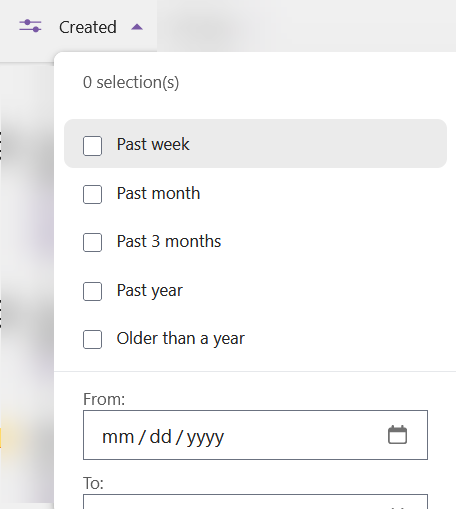 Created
0 selection(s)
Past week
Past month
Past 3 months
Past year
Older than a year
From:
mm/dd/yyyy
To: